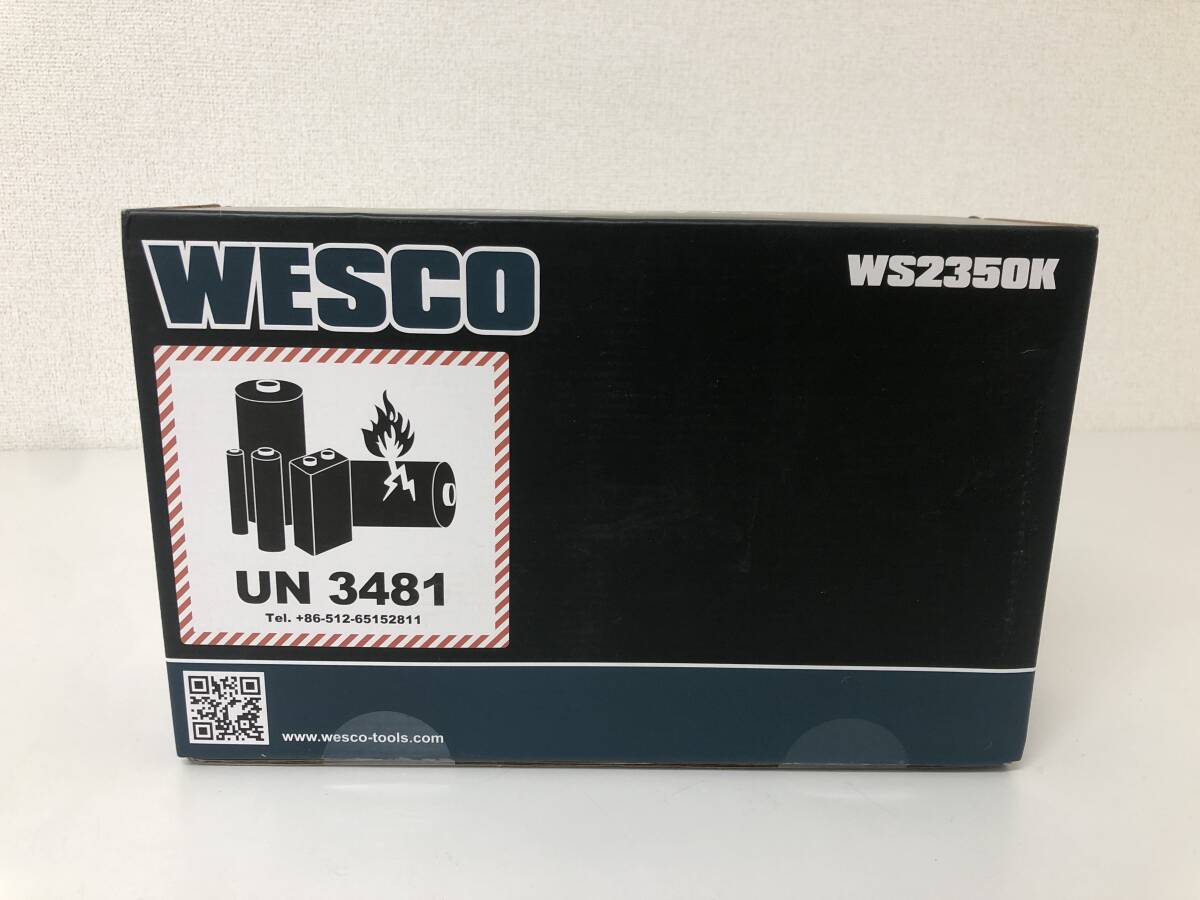 WESCO
WS2350K
UN 3481
Tel. +86-512-65152811
www.wesco-tools.com